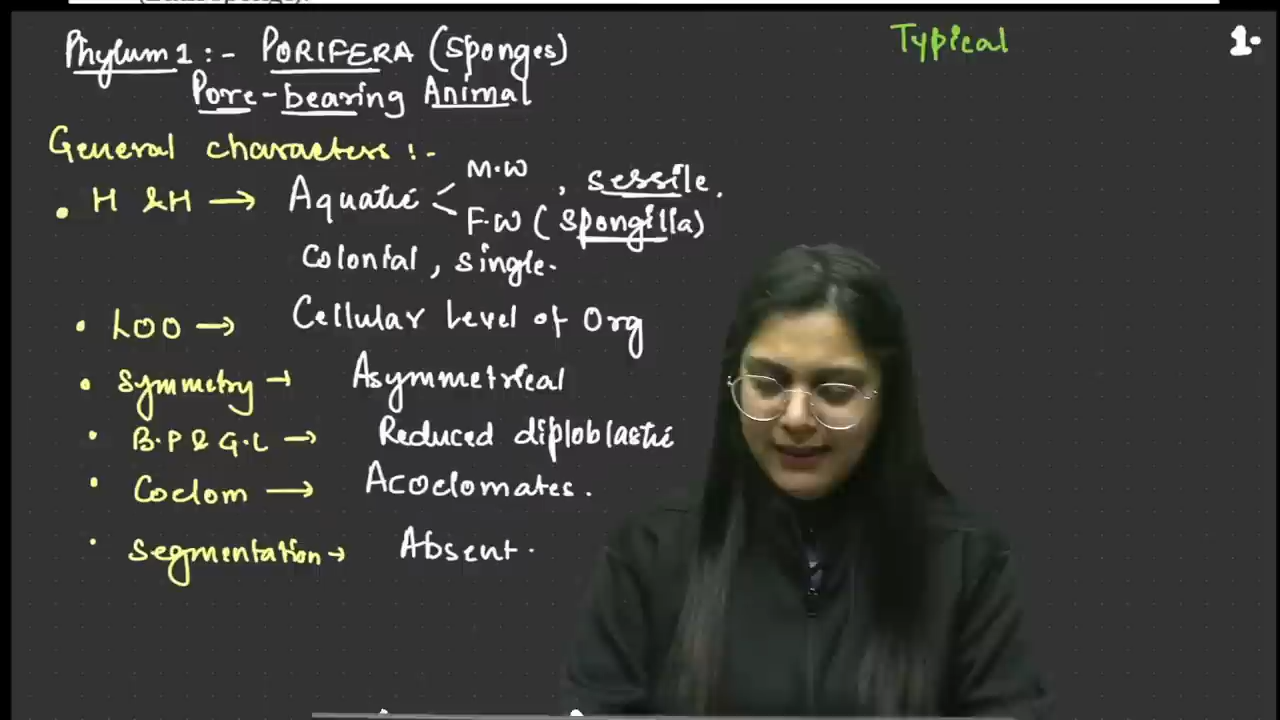 Phylum 1 :- PORIFERA (Sponges)
Pore-bearing Animal
Typical
1.
General characters :-
• H & H → Aquatic < M.W , sessile.
F.W (Spongilla)
Colonial, single.
• LOO → Cellular Level of Org
• Symmetry → Asymmetrical
• B.P & G.L → Reduced diploblastic
• Coelom → Acoelomates.
• Segmentation → Absent.